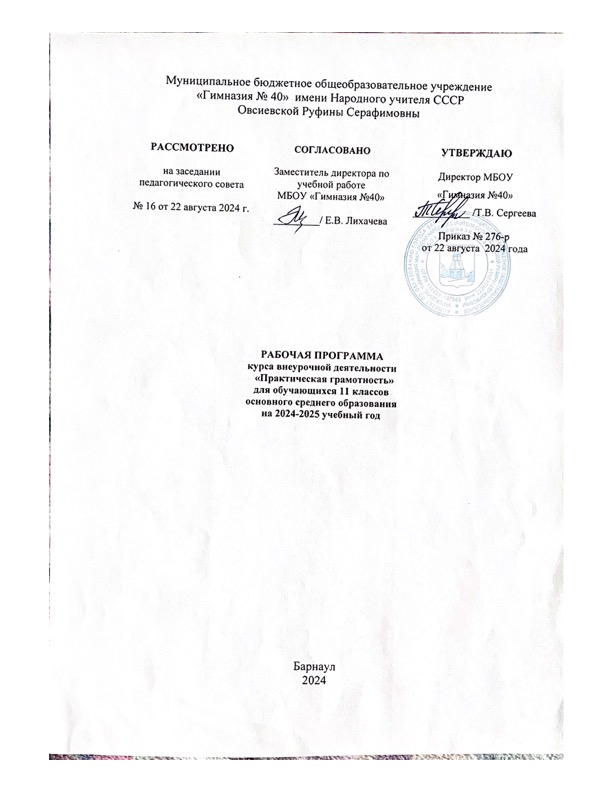 Муниципальное бюджетное общеобразовательное учреждение
«Гимназия № 40» имени Народного учителя СССР
Овсиевской Руфины Серафимовны
РАССМОТРЕНО
на заседании
педагогического совета
№ 16 от 22 августа 2024 г.
СОГЛАСОВАНО
Заместитель директора по
учебной работе
МБОУ «Гимназия №40»
/ Е.В. Лихачева
УТВЕРЖДАЮ
Директор МБОУ
«Гимназия №40»
/Т.В. Сергеева
Приказ № 276-р
от 22 августа 2024 года
РАБОЧАЯ ПРОГРАММА
курса внеурочной деятельности
«Практическая грамотность»
для обучающихся 11 классов
основного среднего образования
на 2024-2025 учебный год
Барнаул
2024